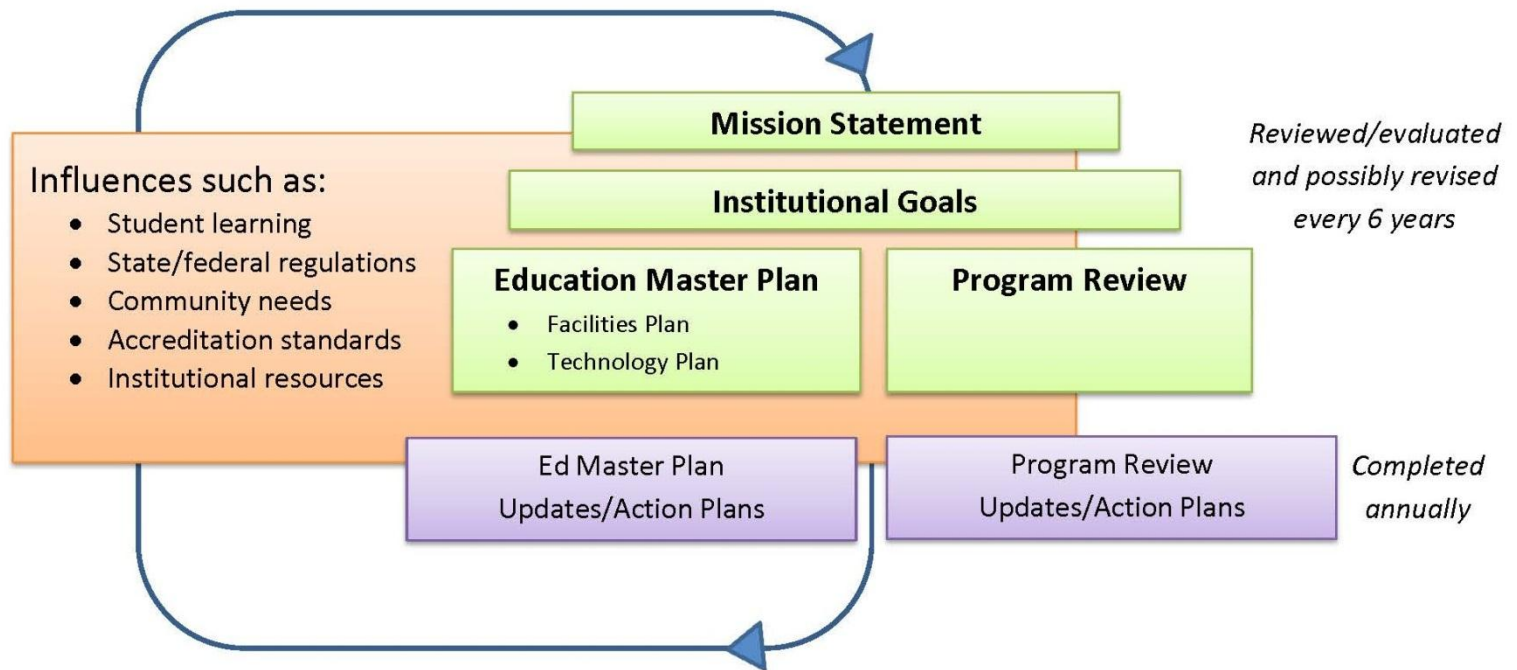 Mission Statement
Reviewed/evaluated
and possibly revised
every 6 years
Influences such as:
• Student learning
• State/federal regulations
• Community needs
• Accreditation standards
• Institutional resources
Institutional Goals
Education Master Plan
• Facilities Plan
• Technology Plan
Program Review
Ed Master Plan
Updates/Action Plans
Program Review
Updates/Action Plans
Completed
annually